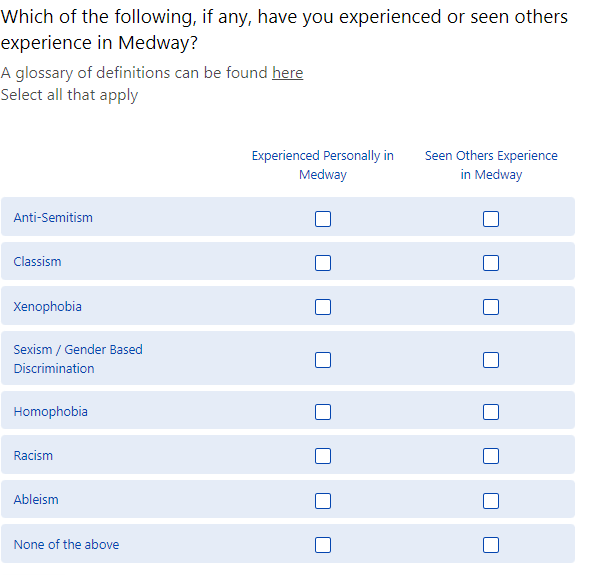 Which of the following, if any, have you experienced or seen others
experience in Medway?
A glossary of definitions can be found here
Select all that apply
Experienced Personally in
Medway
Seen Others Experience
in Medway
Anti-Semitism
Classism
Xenophobia
Sexism / Gender Based
Discrimination
Homophobia
Racism
Ableism
None of the above